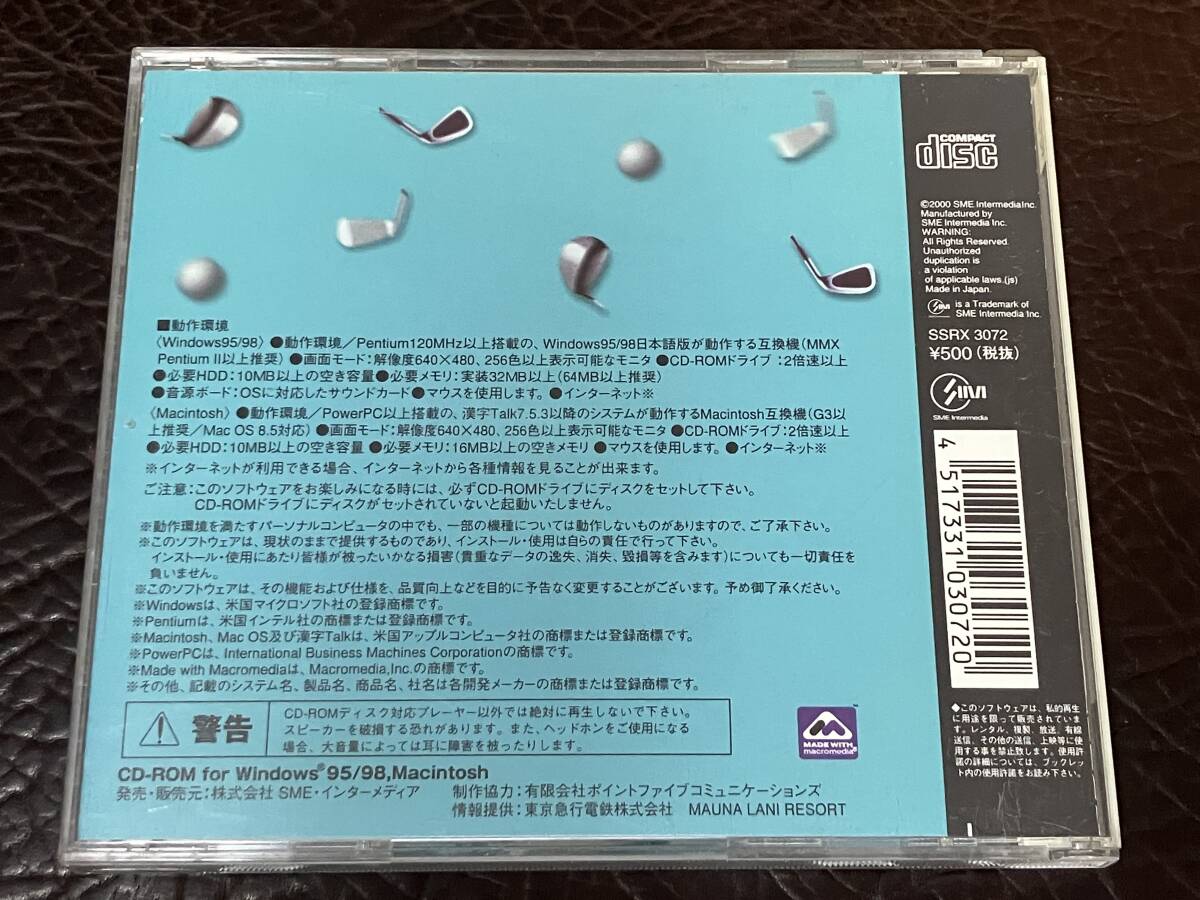 ■動作環境
〈Windows95/98〉●動作環境/Pentium120MHz以上搭載の、Windows95/98日本語版が動作する互換機(MMX
Pentium II以上推奨) ●画面モード:解像度640×480、256色以上表示可能なモニタ ●CD-ROMドライブ:2倍速以上
●必要HDD:10MB以上の空き容量●必要メモリ:実装32MB以上(64MB以上推奨)
●音源ボード:OSに対応したサウンドカード●マウスを使用します。 ●インターネット※
〈Macintosh〉●動作環境/PowerPC以上搭載の、漢字Talk7.5.3以降のシステムが動作するMacintosh互換機(G3以
上推奨/Mac OS 8.5対応) ●画面モード:解像度640×480、256色以上表示可能なモニタ ●CD-ROMドライブ:2倍速以上
●必要HDD:10MB以上の空き容量 ●必要メモリ:16MB以上の空きメモリ ●マウスを使用します。●インターネット※
※インターネットが利用できる場合、インターネットから各種情報を見ることが出来ます。
ご注意:このソフトウェアをお楽しみになる時には、必ずCD-ROMドライブにディスクをセットして下さい。
CD-ROMドライブにディスクがセットされていないと起動いたしません。
※動作環境を満たすパーソナルコンピュータの中でも、一部の機種については動作しないものがありますので、ご了承下さい。
※このソフトウェアは、現状のままで提供するものであり、インストール・使用は自らの責任で行って下さい。
インストール・使用にあたり皆様が被ったいかなる損害(貴重なデータの逸失、消失、毀損等を含みます)についても一切責任を
負いません。
※このソフトウェアは、その機能および仕様を、品質向上などを目的に予告なく変更することがございます。予め御了承ください。
※Windowsは、米国マイクロソフト社の登録商標です。
※Pentiumは、米国インテル社の商標または登録商標です。
※Macintosh、Mac OS及び漢字Talkは、米国アップルコンピュータ社の商標または登録商標です。
※PowerPCは、International Business Machines Corporationの商標です。
※Made with Macromediaは、Macromedia,Inc.の商標です。
※その他、記載のシステム名、製品名、商品名、社名は各開発メーカーの商標または登録商標です。
警告
CD-ROMディスク対応プレーヤー以外では絶対に再生しないで下さい。
スピーカーを破損する恐れがあります。また、ヘッドホンをご使用になる
場合、大音量によっては耳に障害を被ったりします。
MADE WITH
macromedia®
CD-ROM for Windows®95/98,Macintosh
発売・販売元:株式会社 SME・インターメディア
制作協力:有限会社ポイントファイブコミュニケーションズ
情報提供:東京急行電鉄株式会社 MAUNA LANI RESORT
COMPACT
disc
©2000 SME Intermedia Inc.
Manufactured by
SME Intermedia Inc.
WARNING:
All Rights Reserved.
Unauthorized
duplication is
a violation
of applicable laws.(js)
Made in Japan.
is a Trademark of
SME Intermedia Inc.
SSRX 3072
¥500(税抜)
SIM
SME Intermedia
4 517331 030720
◆このソフトウェアは、私的再生
に用途を限って販売されていま
す。レンタル、複製、放送、有線
送信、その他の送信、上映等に使
用する事を禁止致します。使用許
諾の詳細については、ブックレッ
ト内の使用許諾をお読み下さい。